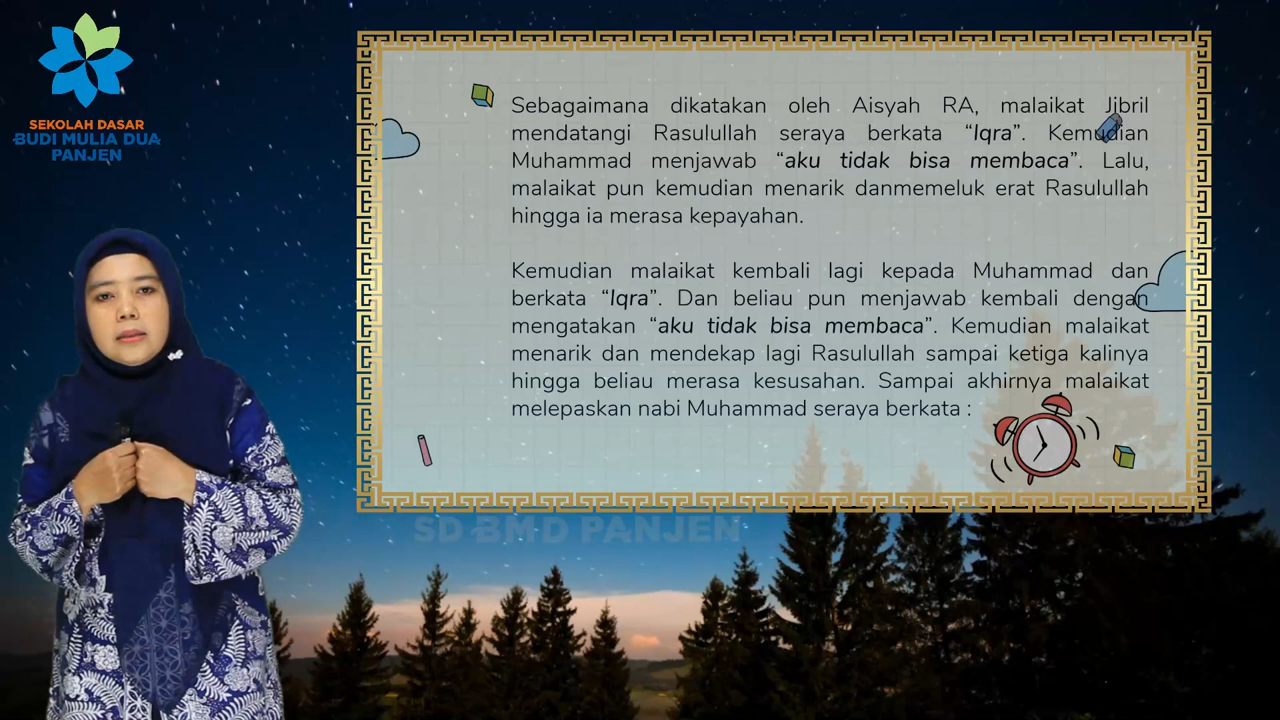 SEKOLAH DASAR
BUDI MULIA DUA
PANJEN
Sebagaimana dikatakan oleh Aisyah RA, malaikat Jibril
mendatangi Rasulullah seraya berkata “Iqra”. Kemudian
Muhammad menjawab “aku tidak bisa membaca”. Lalu,
malaikat pun kemudian menarik danmemeluk erat Rasulullah
hingga ia merasa kepayahan.
Kemudian malaikat kembali lagi kepada Muhammad dan
berkata “Iqra”. Dan beliau pun menjawab kembali dengan
mengatakan “aku tidak bisa membaca”. Kemudian malaikat
menarik dan mendekap lagi Rasulullah sampai ketiga kalinya
hingga beliau merasa kesusahan. Sampai akhirnya malaikat
melepaskan nabi Muhammad seraya berkata :
SD BMD PANJEN